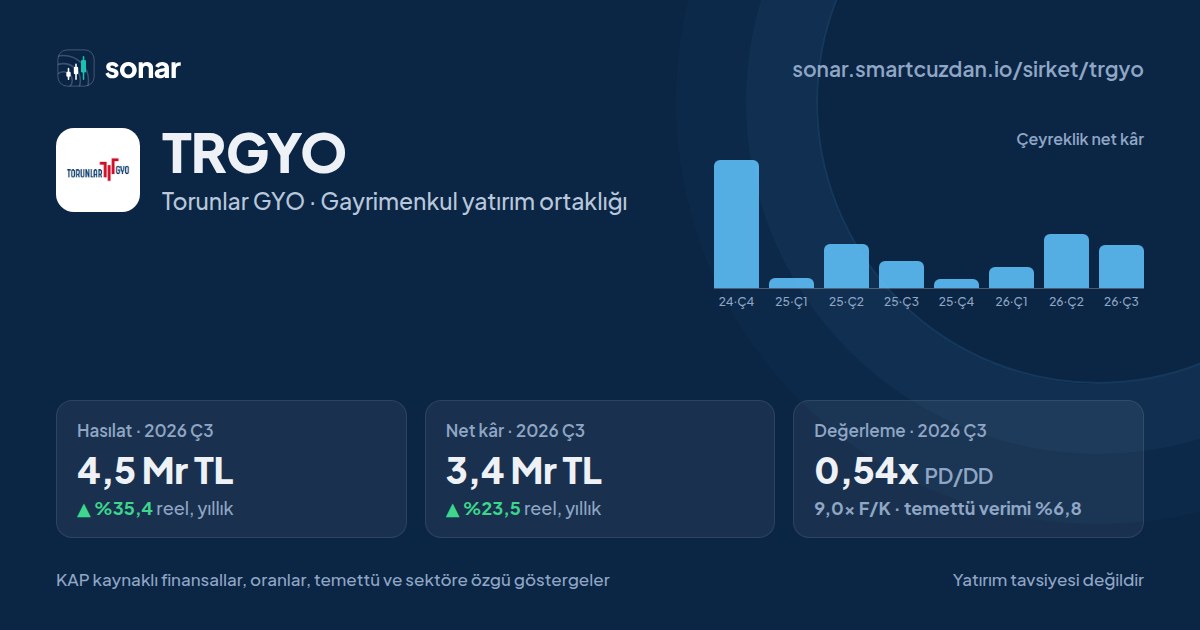 sonar
sonar.smartcuzdan.io/sirket/trgyo
TORUNLAR GYO
TRGYO
Torunlar GYO · Gayrimenkul yatırım ortaklığı
Çeyreklik net kâr
24·Ç4 25·Ç1 25·Ç2 25·Ç3 25·Ç4 26·Ç1 26·Ç2 26·Ç3
Hasılat · 2026 Ç3
4,5 Mr TL
▲ %35,4 reel, yıllık
Net kâr · 2026 Ç3
3,4 Mr TL
▲ %23,5 reel, yıllık
Değerleme · 2026 Ç3
0,54x PD/DD
9,0× F/K · temettü verimi %6,8
KAP kaynaklı finansallar, oranlar, temettü ve sektöre özgü göstergeler
Yatırım tavsiyesi değildir